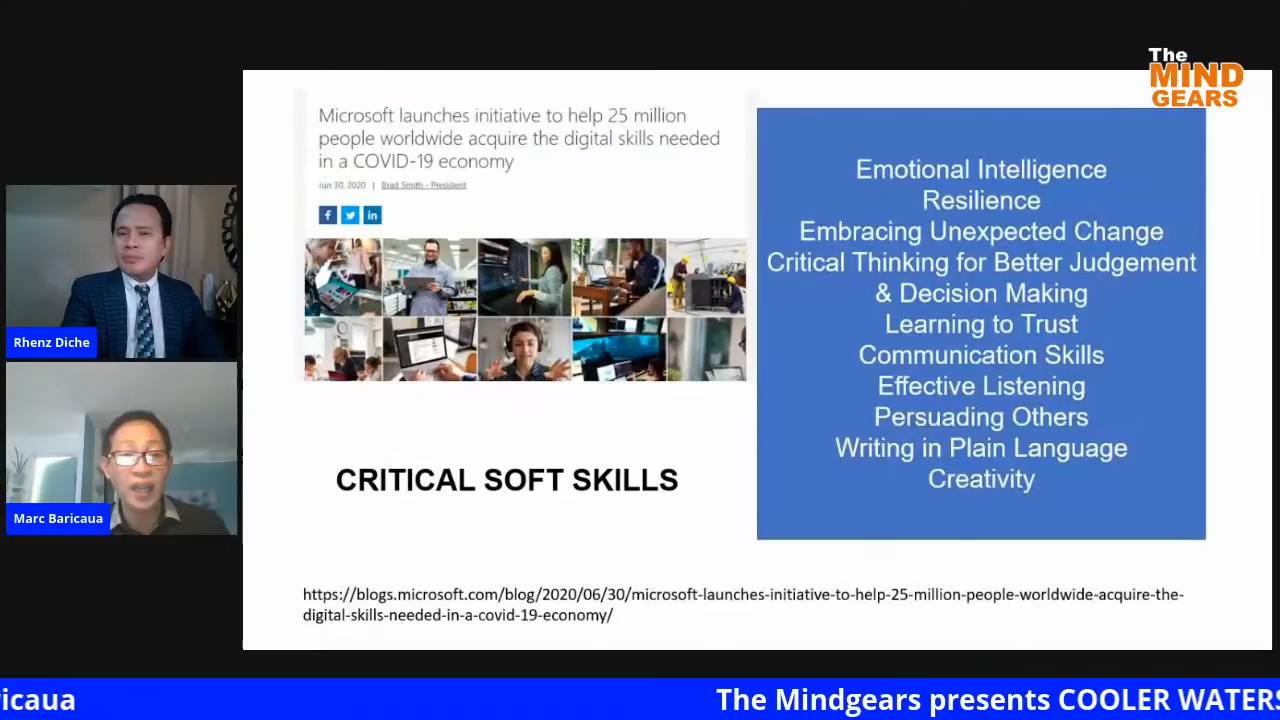 The
MIND
GEARS
Microsoft launches initiative to help 25 million
people worldwide acquire the digital skills needed
in a COVID-19 economy
Jun 30, 2020 | Brad Smith - President
Emotional Intelligence
Resilience
Embracing Unexpected Change
Critical Thinking for Better Judgement
& Decision Making
Learning to Trust
Communication Skills
Effective Listening
Persuading Others
Writing in Plain Language
Creativity
Rhenz Diche
Marc Baricaua
CRITICAL SOFT SKILLS
https://blogs.microsoft.com/blog/2020/06/30/microsoft-launches-initiative-to-help-25-million-people-worldwide-acquire-the-
digital-skills-needed-in-a-covid-19-economy/
ricaua The Mindgears presents COOLER WATERS